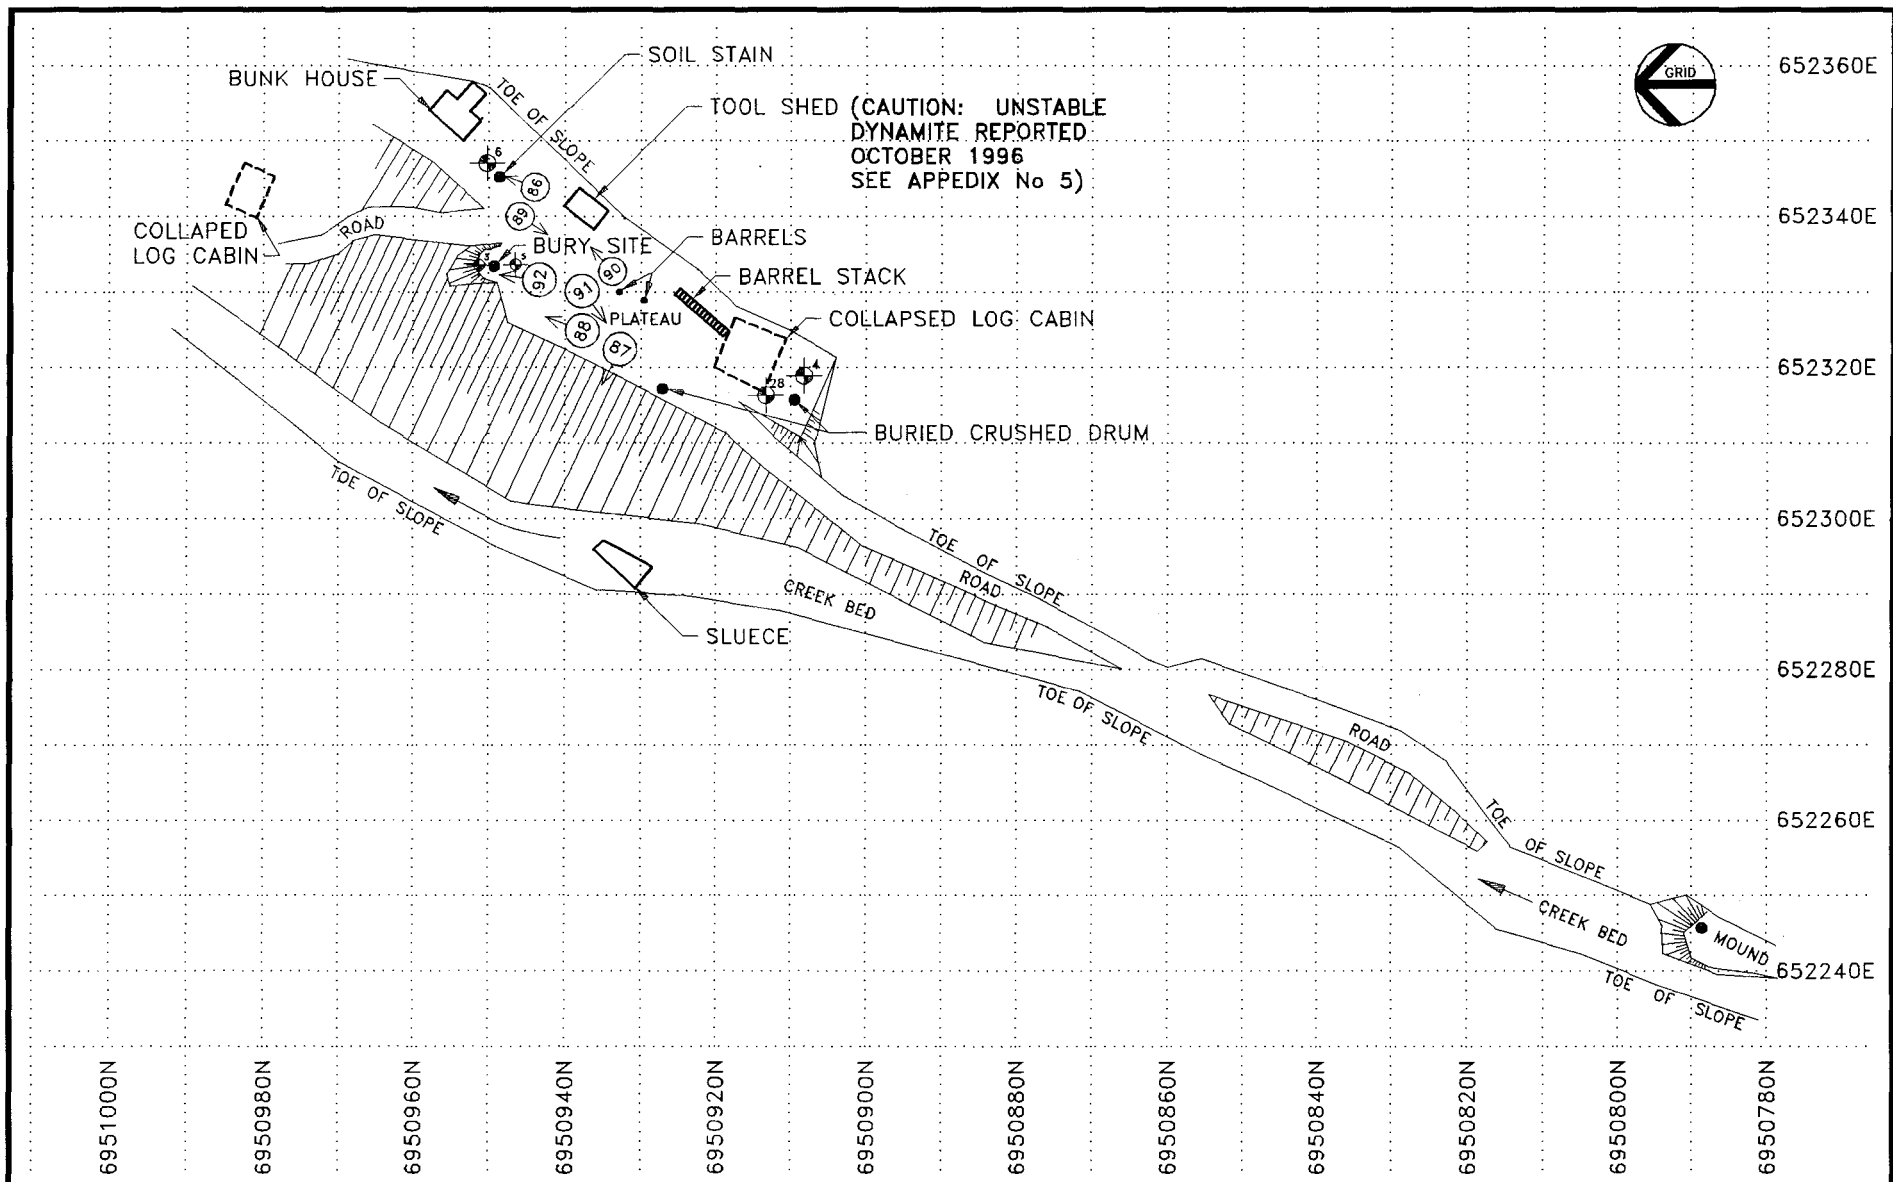 SOIL STAIN
GRID
652360E
BUNK HOUSE
TOE OF SLOPE
TOOL SHED (CAUTION: UNSTABLE
DYNAMITE REPORTED
OCTOBER 1996
SEE APPEDIX No 5)
6
86
89
652340E
COLLAPED
LOG CABIN
ROAD
BURY SITE
BARRELS
3
5
92
90
91
BARREL STACK
PLATEAU
88
87
COLLAPSED LOG CABIN
652320E
4
28
BURIED CRUSHED DRUM
TOE OF SLOPE
652300E
TOE OF SLOPE
ROAD
CREEK BED
SLUECE
652280E
TOE OF SLOPE
ROAD
TOE OF SLOPE
652260E
CREEK BED
MOUND
652240E
TOE OF SLOPE
6951000N
6950980N
6950960N
6950940N
6950920N
6950900N
6950880N
6950860N
6950840N
6950820N
6950800N
6950780N